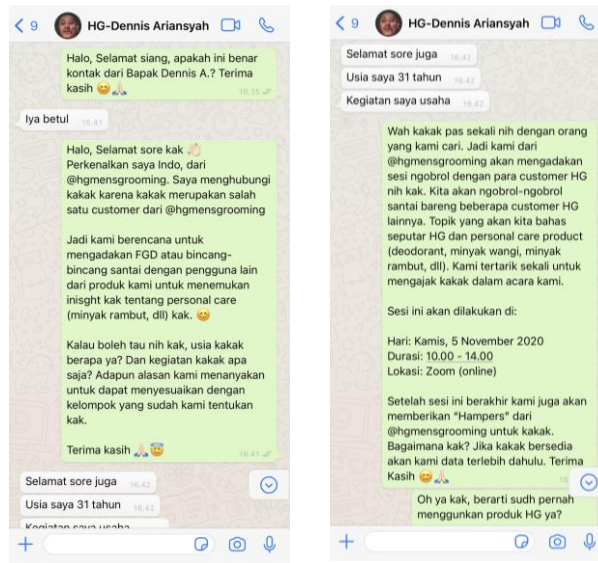 9 HG-Dennis Ariansyah
Halo, Selamat siang, apakah ini benar
kontak dari Bapak Dennis A.? Terima
kasih 😊🙏🏻
16.35
Iya betul 16.41
Halo, Selamat sore kak 👋🏻
Perkenalkan saya Indo, dari
@hgmensgrooming. Saya menghubungi
kakak karena kakak merupakan salah
satu customer dari @hgmensgrooming
Jadi kami berencana untuk
mengadakan FGD atau bincang-
bincang santai dengan pengguna lain
dari produk kami untuk menemukan
inisght kak tentang personal care
(minyak rambut, dll) kak. 😊
Kalau boleh tau nih kak, usia kakak
berapa ya? Dan kegiatan kakak apa
saja? Adapun alasan kami menanyakan
untuk dapat menyesuaikan dengan
kelompok yang sudah kami tentukan
kak.
Terima kasih 🙏🏻😇
16.41
Selamat sore juga 16.42
Usia saya 31 tahun 16.42
Kegiatan saya usaha
9 HG-Dennis Ariansyah
Selamat sore juga 16.42
Usia saya 31 tahun 16.42
Kegiatan saya usaha 16.42
Wah kakak pas sekali nih dengan orang
yang kami cari. Jadi kami dari
@hgmensgrooming akan mengadakan
sesi ngobrol dengan para customer HG
nih kak. Kita akan ngobrol-ngobrol
santai bareng beberapa customer HG
lainnya. Topik yang akan kita bahas
seputar HG dan personal care product
(deodorant, minyak wangi, minyak
rambut, dll). Kami tertarik sekali untuk
mengajak kakak dalam acara kami.
Sesi ini akan dilakukan di:
Hari: Kamis, 5 November 2020
Durasi: 10.00 - 14.00
Lokasi: Zoom (online)
Setelah sesi ini berakhir kami juga akan
memberikan "Hampers" dari
@hgmensgrooming untuk kakak.
Bagaimana kak? Jika kakak bersedia
akan kami data terlebih dahulu. Terima
Kasih 😊🙏🏻
Oh ya kak, berarti sudh pernah
menggunkan produk HG ya?